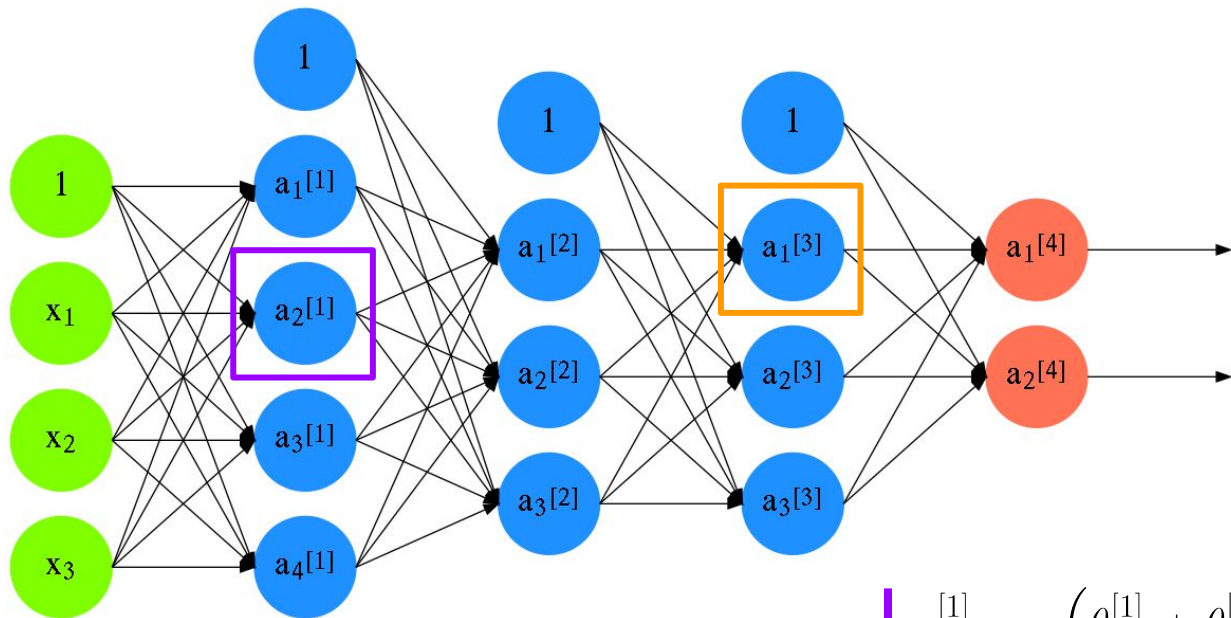 1
1
1
1
a₁[1]
a₁[2]
a₁[3]
a₁[4]
x₁
a₂[1]
a₂[2]
a₂[3]
a₂[4]
x₂
a₃[1]
a₃[2]
a₃[3]
x₃
a₄[1]